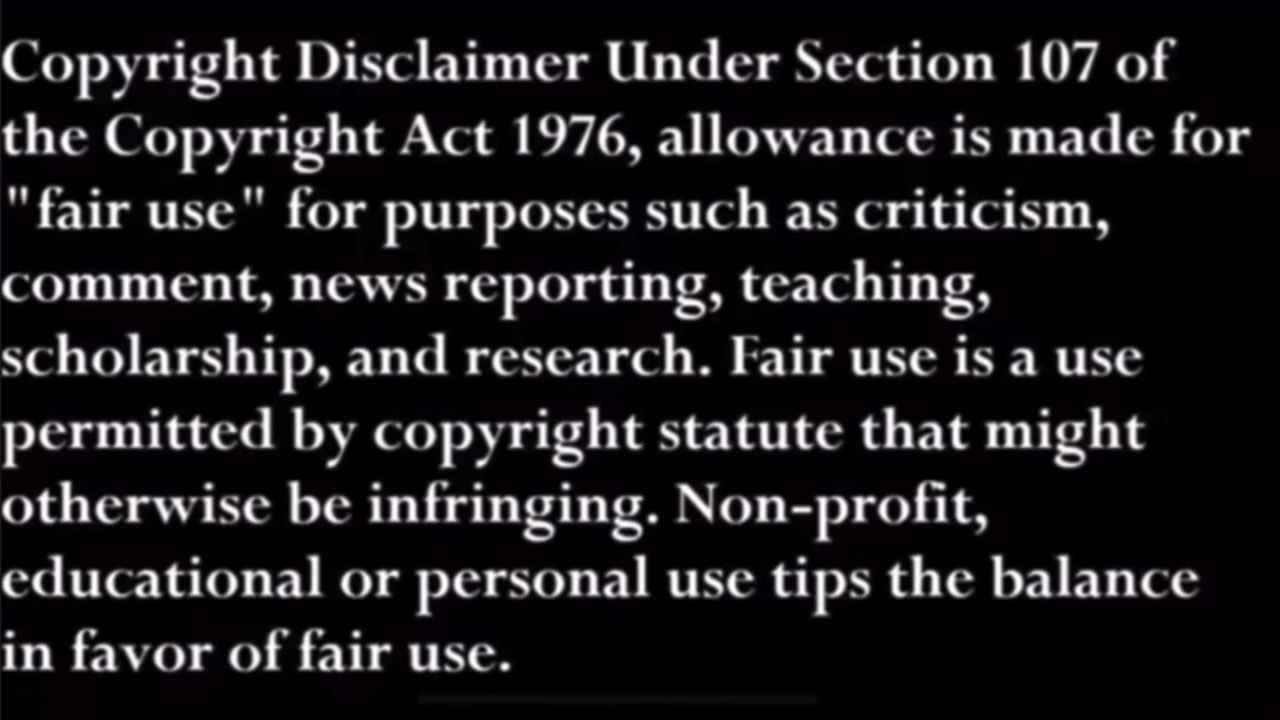 Copyright Disclaimer Under Section 107 of
the Copyright Act 1976, allowance is made for
"fair use" for purposes such as criticism,
comment, news reporting, teaching,
scholarship, and research. Fair use is a use
permitted by copyright statute that might
otherwise be infringing. Non-profit,
educational or personal use tips the balance
in favor of fair use.